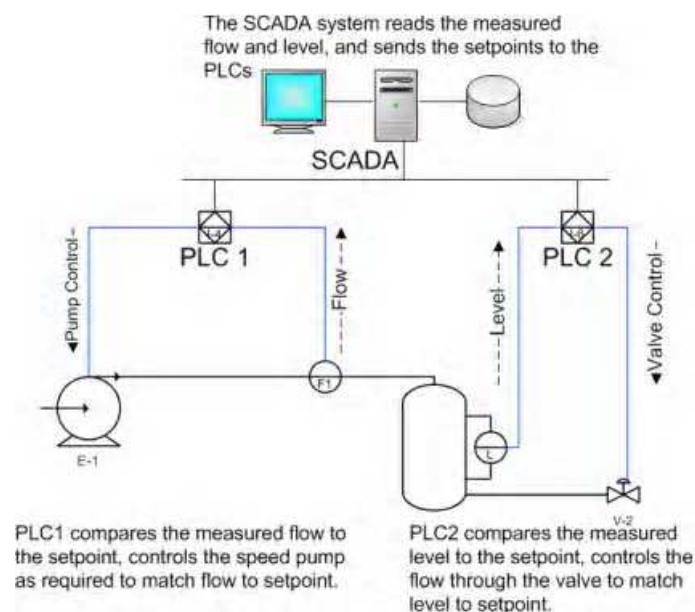 The SCADA system reads the measured
flow and level, and sends the setpoints to the
PLCs
SCADA
PLC 1
PLC 2
Pump Control
Flow
Level
Valve Control
F1
E-1
L
V-2
PLC1 compares the measured flow to
the setpoint, controls the speed pump
as required to match flow to setpoint.
PLC2 compares the measured
level to the setpoint, controls the
flow through the valve to match
level to setpoint.